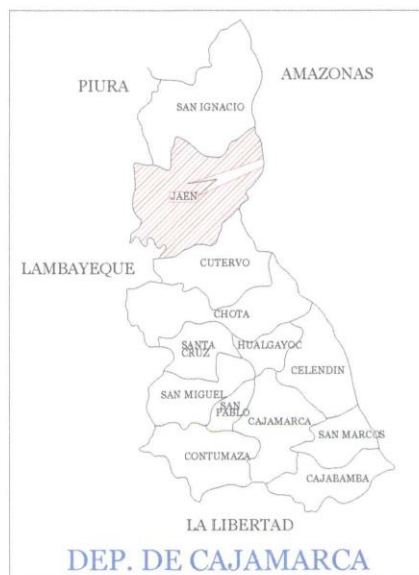 PIURA
AMAZONAS
SAN IGNACIO
JAEN
LAMBAYEQUE
CUTERVO
CHOTA
SANTA
CRUZ
HUALGAYOC
CELENDIN
SAN MIGUEL
SAN
PABLO
CAJAMARCA
SAN MARCOS
CONTUMAZA
CAJABAMBA
LA LIBERTAD
DEP. DE CAJAMARCA